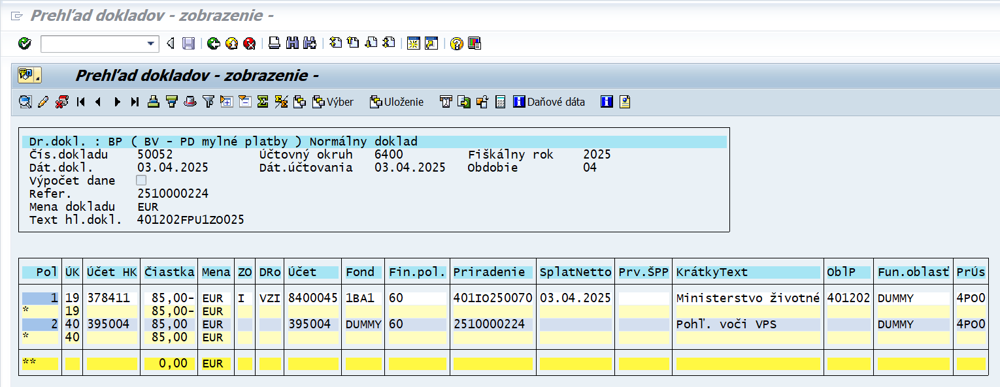 Prehľad dokladov - zobrazenie -
Prehľad dokladov - zobrazenie -
Výber Uloženie Daňové dáta
Dr.dokl. : BP ( BV - PD mylné platby ) Normálny doklad
Čís.dokladu 50052 Účtovný okruh 6400 Fiškálny rok 2025
Dát.dokl. 03.04.2025 Dát.účtovania 03.04.2025 Obdobie 04
Výpočet dane
Refer. 2510000224
Mena dokladu EUR
Text hl.dokl. 401202FPU1ZO025
Pol ÚK Účet HK Čiastka Mena ZO DRo Účet Fond Fin.pol. Priradenie SplatNetto Prv.ŠPP KrátkyText OblP Fun.oblasť PrÚs
1 19 378411 85,00- EUR I VZI 8400045 1BA1 60 401IO250070 03.04.2025 Ministerstvo životné 401202 DUMMY 4PO0
* 19 85,00- EUR
2 40 395004 85,00 EUR 395004 DUMMY 60 2510000224 Pohľ. voči VPS DUMMY 4PO0
* 40 85,00 EUR
** 0,00 EUR